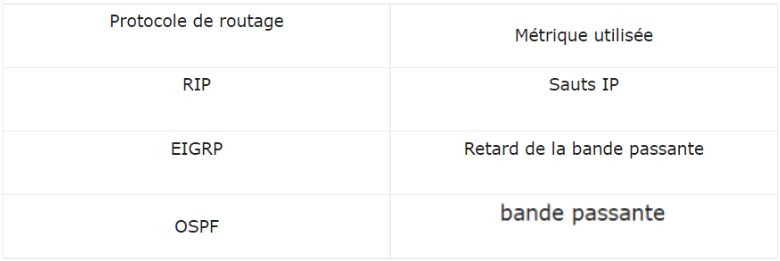 Protocole de routage
Métrique utilisée
RIP
Sauts IP
EIGRP
Retard de la bande passante
OSPF
bande passante